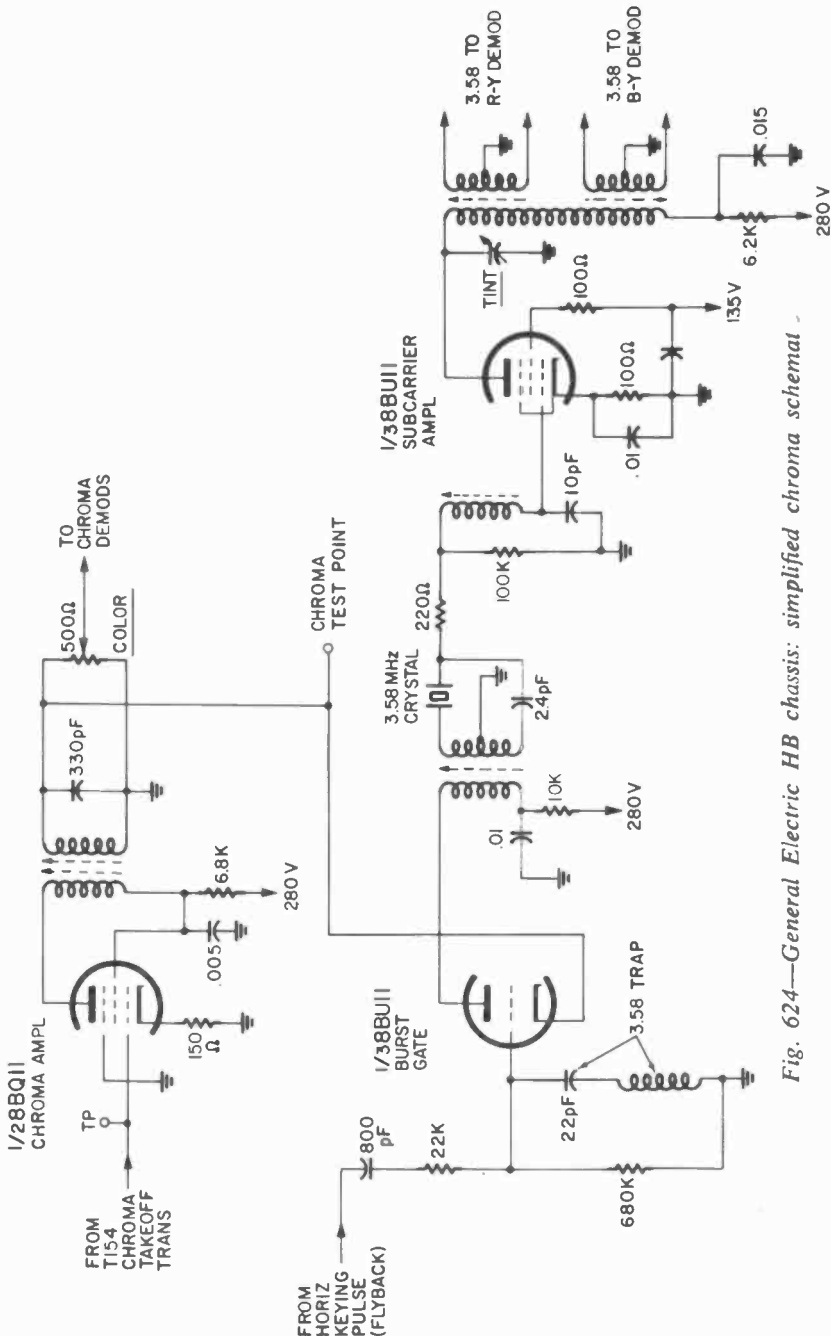 1/28BQ11
CHROMA AMPL
TP
FROM
T154
CHROMA
TAKEOFF
TRANS
150
Ω
.005
6.8K
280V
330pF
500Ω
TO
CHROMA
DEMODS
COLOR
CHROMA
TEST POINT
FROM
HORIZ
KEYING
PULSE
(FLYBACK)
800
pF
22K
680K
22pF
3.58 TRAP
1/38BU11
BURST
GATE
.01
10K
280V
3.58MHz
CRYSTAL
2.4pF
220Ω
100K
10pF
1/38BU11
SUBCARRIER
AMPL
.01
100Ω
100Ω
135V
TINT
3.58 TO
R-Y DEMOD
3.58 TO
B-Y DEMOD
6.2K
.015
280V
Fig. 624—General Electric HB chassis: simplified chroma schemat